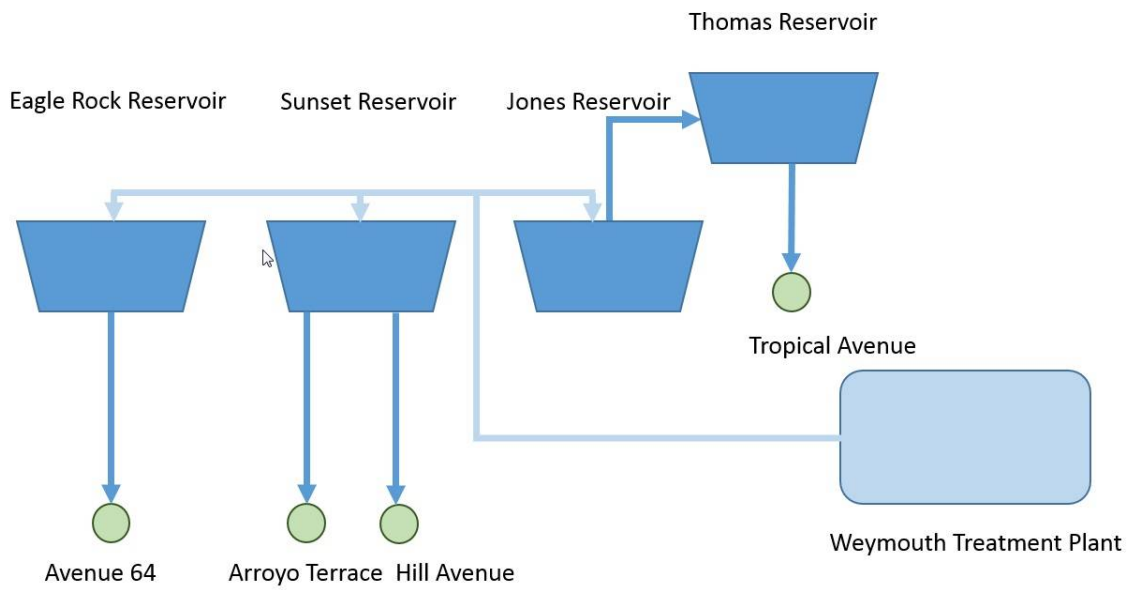 Thomas Reservoir
Eagle Rock Reservoir
Sunset Reservoir
Jones Reservoir
Tropical Avenue
Weymouth Treatment Plant
Avenue 64
Arroyo Terrace
Hill Avenue